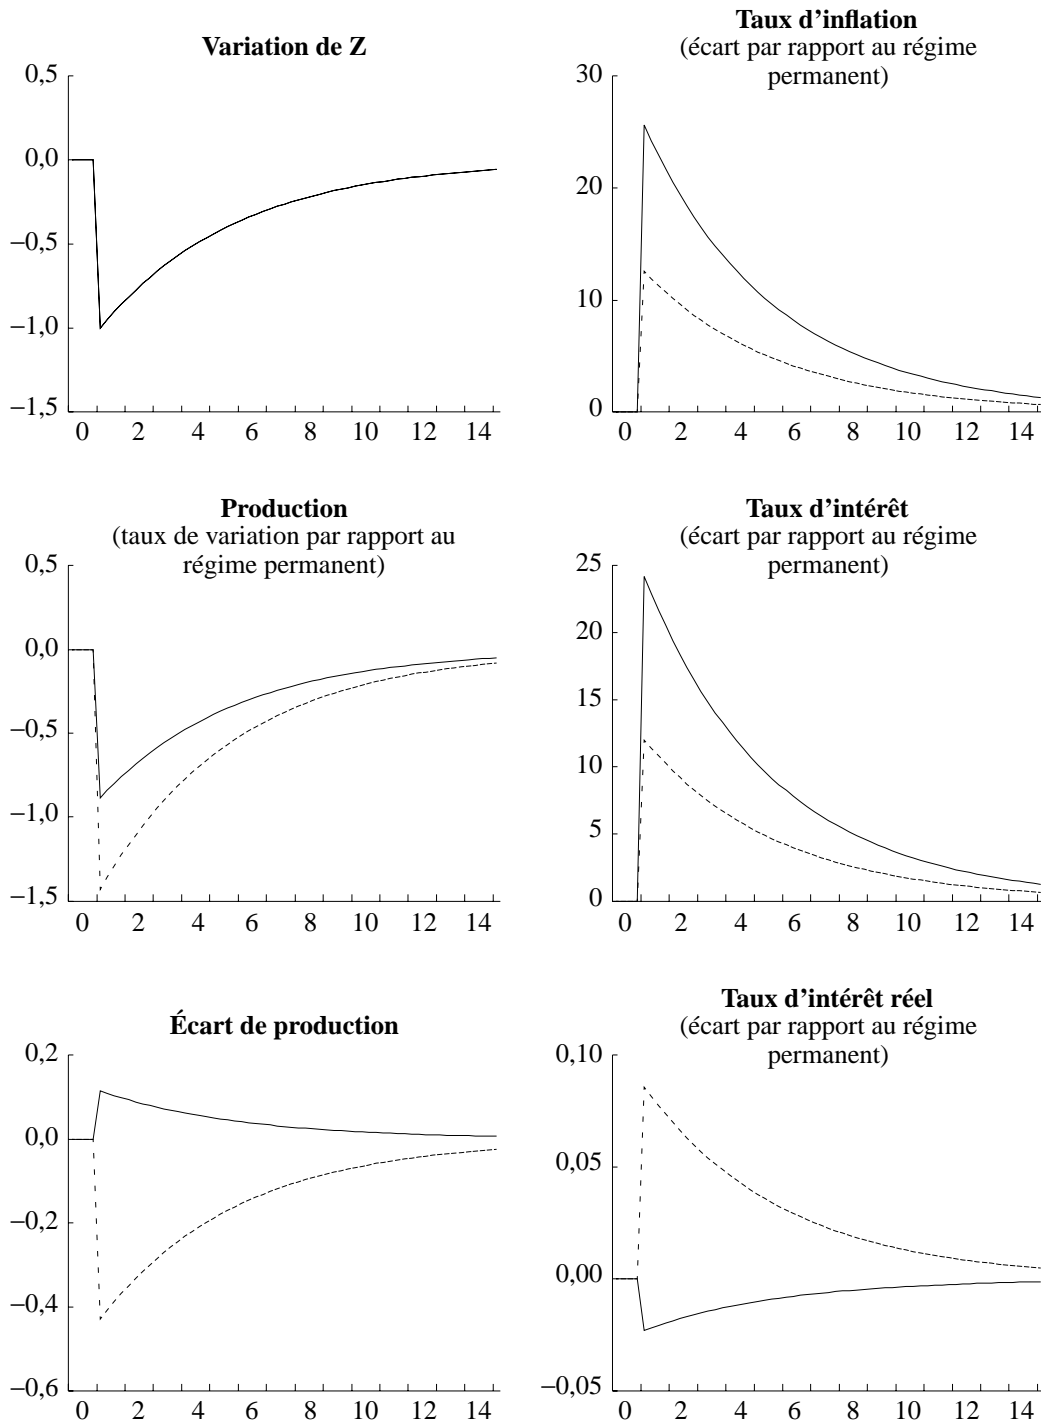 Variation de Z
0,5
0,0
–0,5
–1,0
–1,5
0 2 4 6 8 10 12 14
Taux d’inflation
(écart par rapport au régime
permanent)
30
20
10
0
0 2 4 6 8 10 12 14
Production
(taux de variation par rapport au
régime permanent)
0,5
0,0
–0,5
–1,0
–1,5
0 2 4 6 8 10 12 14
Taux d’intérêt
(écart par rapport au régime
permanent)
25
20
15
10
5
0
0 2 4 6 8 10 12 14
Écart de production
0,2
0,0
–0,2
–0,4
–0,6
0 2 4 6 8 10 12 14
Taux d’intérêt réel
(écart par rapport au régime
permanent)
0,10
0,05
0,00
–0,05
0 2 4 6 8 10 12 14